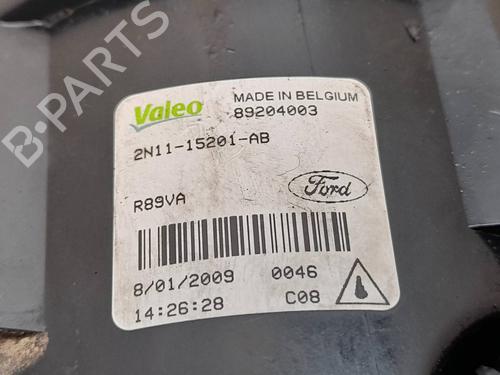 Valeo
MADE IN BELGIUM
89204003
2N11-15201-AB
Ford
R89VA
8/01/2009 0046
14:26:28 C08
B-PARTS